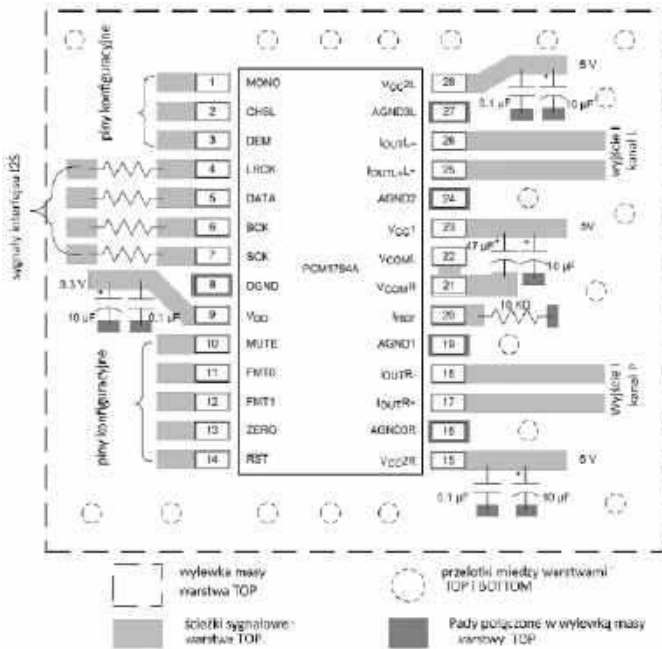 piny konfiguracyjne
sygnały interfejsu I2S
piny konfiguracyjne
1 MONO
2 CHSL
3 DEM
4 LRCK
5 DATA
6 BCK
7 SCK
8 DGND
9 VDD
10 MUTE
11 FMT0
12 FMT1
13 ZERO
14 RST
3.3 V
10 µF
0.1 µF
PCM1794A
VCC2L 28
AGND3L 27
IOUTL– 26
IOUTL+ 25
AGND2 24
VCC1 23
VCOML 22
VCOMR 21
IREF 20
AGND1 19
IOUTR– 18
IOUTR+ 17
AGND3R 16
VCC2R 15
5 V
0.1 µF
10 µF
wyjście I
kanał L
5V
47 µF
10 µF
10 KΩ
Wyjście I
kanał P
5 V
0.1 µF
10 µF
wylewka masy
warstwa TOP
przelotki miedzy warstwami
TOP i BOTTOM
ścieżki sygnałowe
warstwa TOP.
Pady połączone w wylewką masy
warstwy TOP